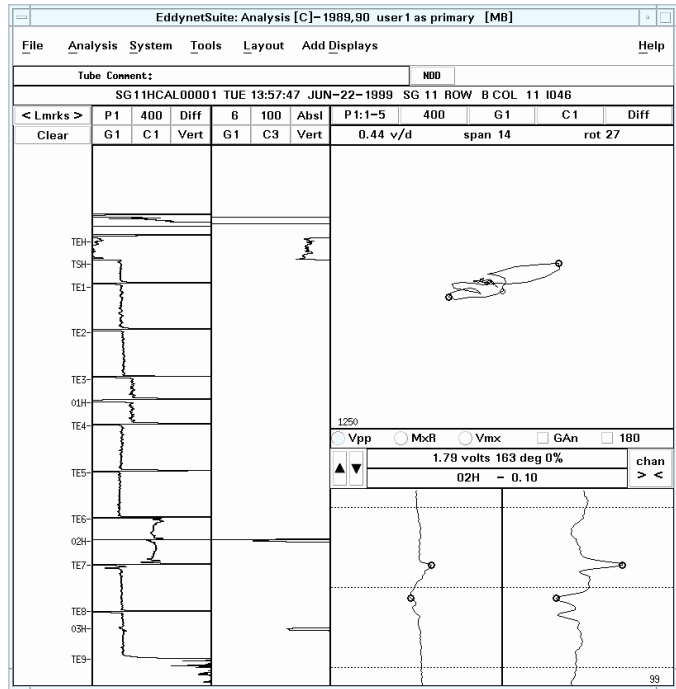 EddynetSuite: Analysis [C]-1989,90 user1 as primary [MB]
File Analysis System Tools Layout Add Displays Help
Tube Comment: NDD
SG11HCAL00001 TUE 13:57:47 JUN-22-1999 SG 11 ROW B COL 11 I046
< Lmrks > P1 400 Diff 6 100 Absl P1:1-5 400 G1 C1 Diff
Clear G1 C1 Vert G1 C3 Vert 0.44 v/d span 14 rot 27
TEH
TSH
TE1
TE2
TE3
01H
TE4
1250
Vpp MxR Vmx GAn 180
1.79 volts 163 deg 0% chan
02H - 0.10 > <
TE5
TE6
02H
TE7
TE8
03H
TE9
99